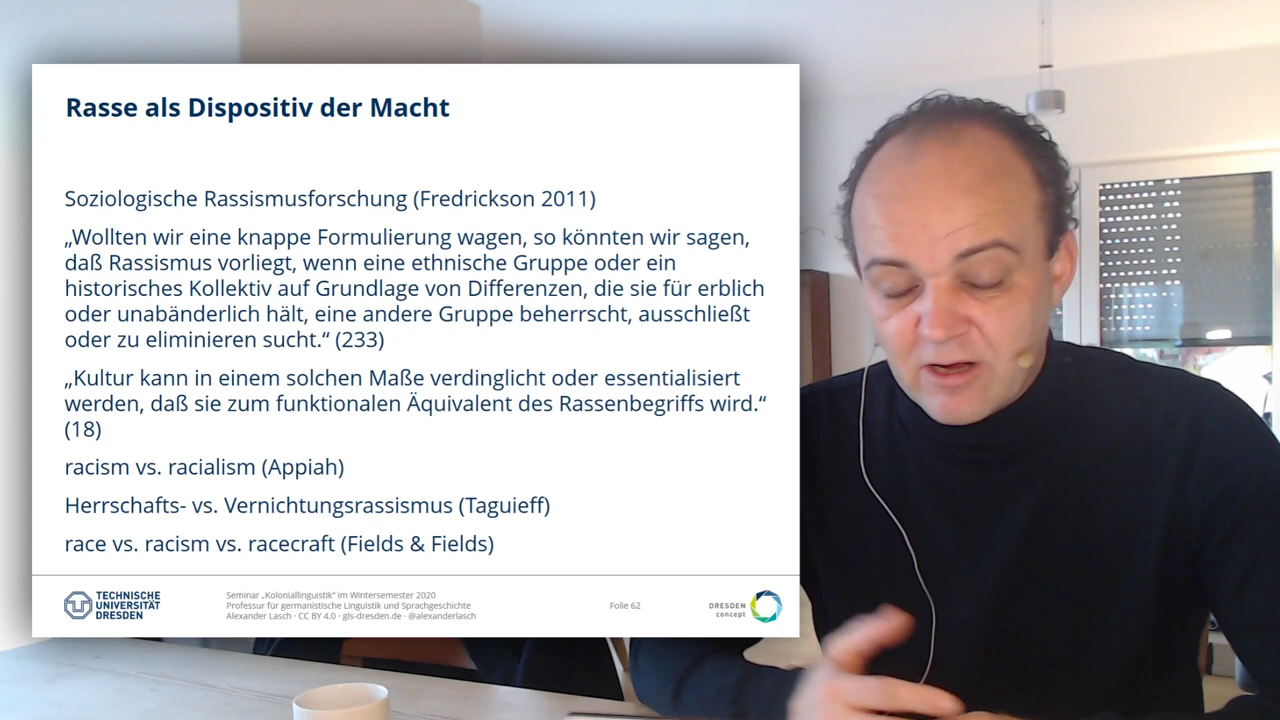 Rasse als Dispositiv der Macht
Soziologische Rassismusforschung (Fredrickson 2011)
„Wollten wir eine knappe Formulierung wagen, so könnten wir sagen,
daß Rassismus vorliegt, wenn eine ethnische Gruppe oder ein
historisches Kollektiv auf Grundlage von Differenzen, die sie für erblich
oder unabänderlich hält, eine andere Gruppe beherrscht, ausschließt
oder zu eliminieren sucht.“ (233)
„Kultur kann in einem solchen Maße verdinglicht oder essentialisiert
werden, daß sie zum funktionalen Äquivalent des Rassenbegriffs wird.“
(18)
racism vs. racialism (Appiah)
Herrschafts- vs. Vernichtungsrassismus (Taguieff)
race vs. racism vs. racecraft (Fields & Fields)
TECHNISCHE
UNIVERSITÄT
DRESDEN
Seminar „Koloniallinguistik“ im Wintersemester 2020
Professur für germanistische Linguistik und Sprachgeschichte
Alexander Lasch · CC BY 4.0 · gls-dresden.de · @alexanderlasch
Folie 62
DRESDEN
concept